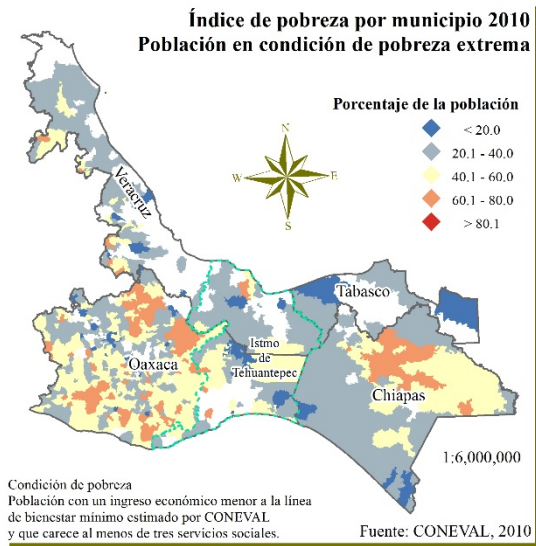 Índice de pobreza por municipio 2010
Población en condición de pobreza extrema
Porcentaje de la población
< 20.0
20.1 - 40.0
40.1 - 60.0
60.1 - 80.0
> 80.1
N
W
E
S
Veracruz
Tabasco
Istmo
de
Tehuantepec
Oaxaca
Chiapas
1:6,000,000
Condición de pobreza
Población con un ingreso económico menor a la línea
de bienestar mínimo estimado por CONEVAL
y que carece al menos de tres servicios sociales.
Fuente: CONEVAL, 2010